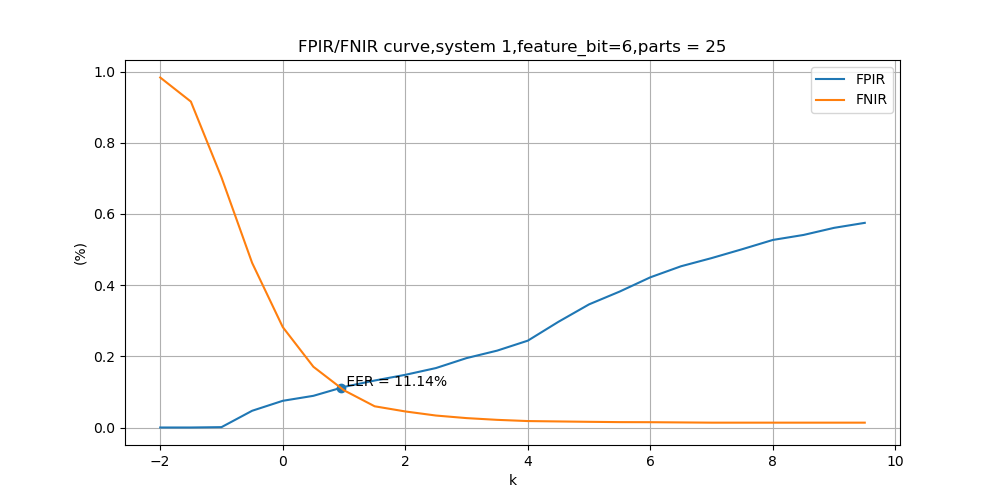 FPIR/FNIR curve,system 1,feature_bit=6,parts = 25
FPIR
FNIR
1.0
0.8
0.6
0.4
0.2
0.0
(%)
EER = 11.14%
−2
0
2
4
6
8
10
k